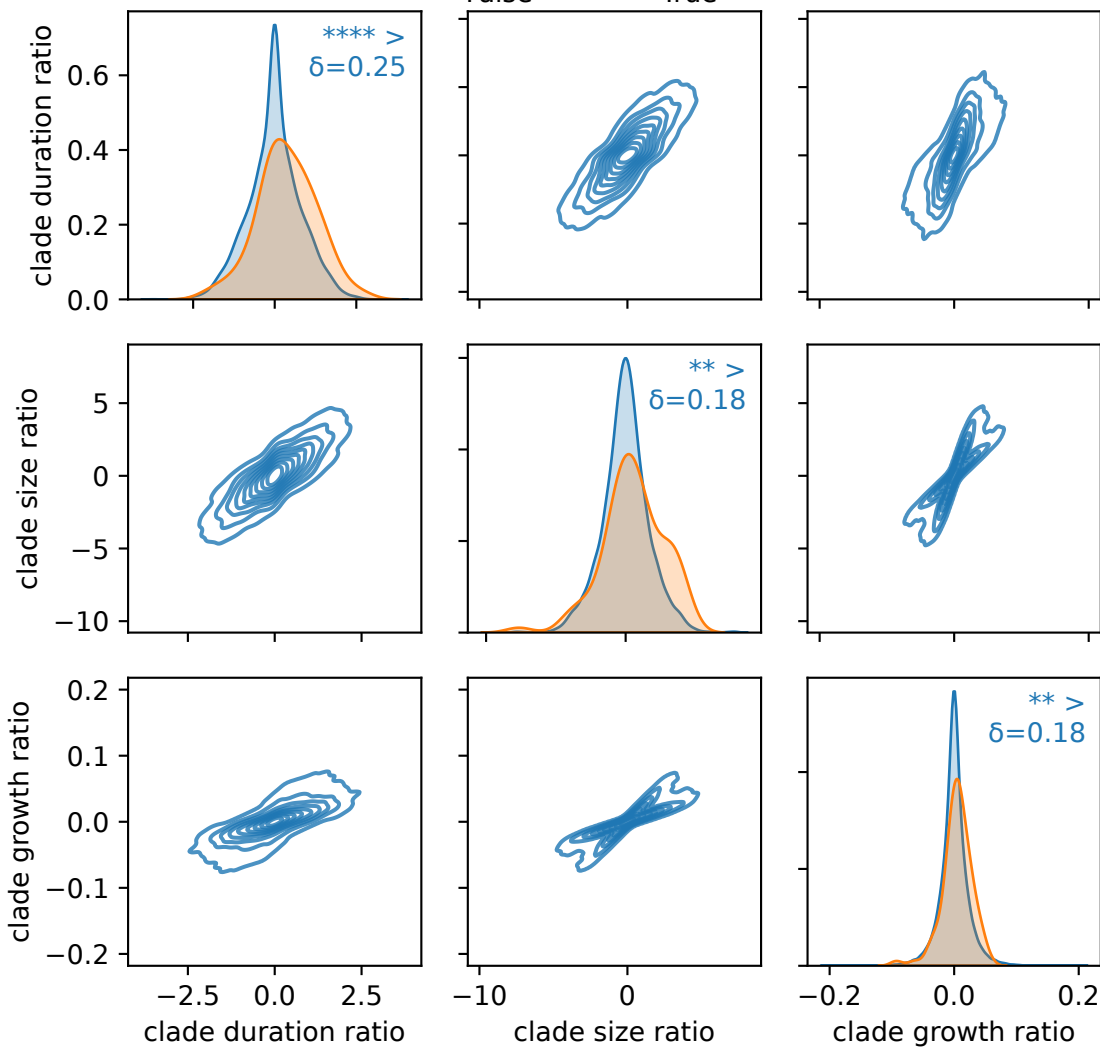 True
clade duration ratio
0.6
0.4
0.2
0.0
**** >
δ=0.25
clade size ratio
5
0
−5
−10
** >
δ=0.18
clade growth ratio
0.2
0.1
0.0
−0.1
−0.2
** >
δ=0.18
−2.5 0.0 2.5
−10 0
−0.2 0.0 0.2
clade duration ratio
clade size ratio
clade growth ratio